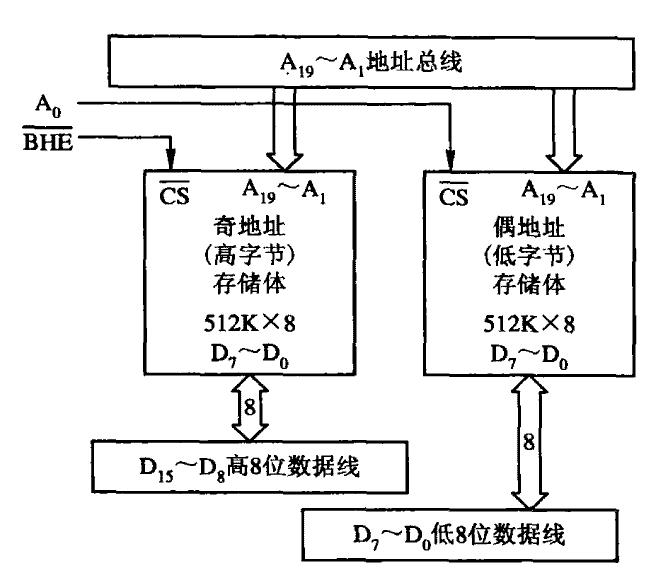 A₁₉～A₁地址总线
A₀
B̅H̅E̅
C̅S̅ A₁₉～A₁
奇地址
(高字节)
存储体
512K×8
D₇～D₀
8
D₁₅～D₈高8位数据线
C̅S̅ A₁₉～A₁
偶地址
(低字节)
存储体
512K×8
D₇～D₀
8
D₇～D₀低8位数据线